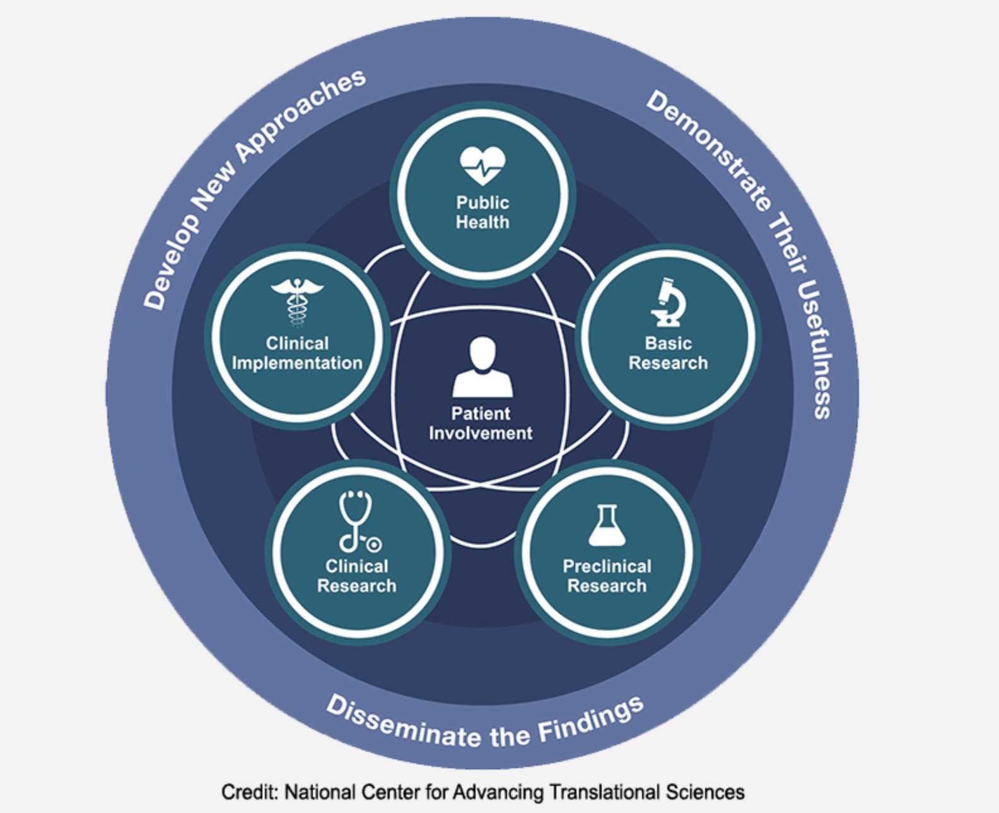 Develop New Approaches
Demonstrate Their Usefulness
Public
Health
Clinical
Implementation
Basic
Research
Patient
Involvement
Clinical
Research
Preclinical
Research
Disseminate the Findings
Credit: National Center for Advancing Translational Sciences